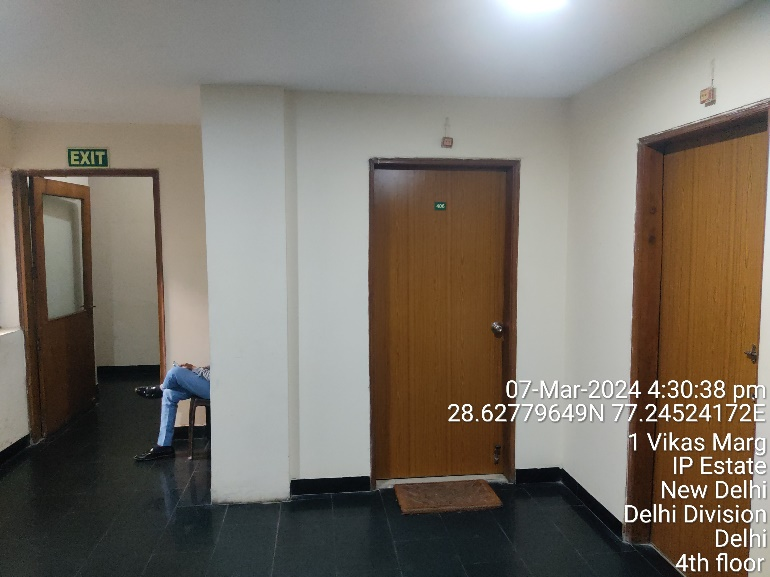 EXIT
406
07-Mar-2024 4:30:38 pm
28.62779649N 77.24524172E
1 Vikas Marg
IP Estate
New Delhi
Delhi Division
Delhi
4th floor